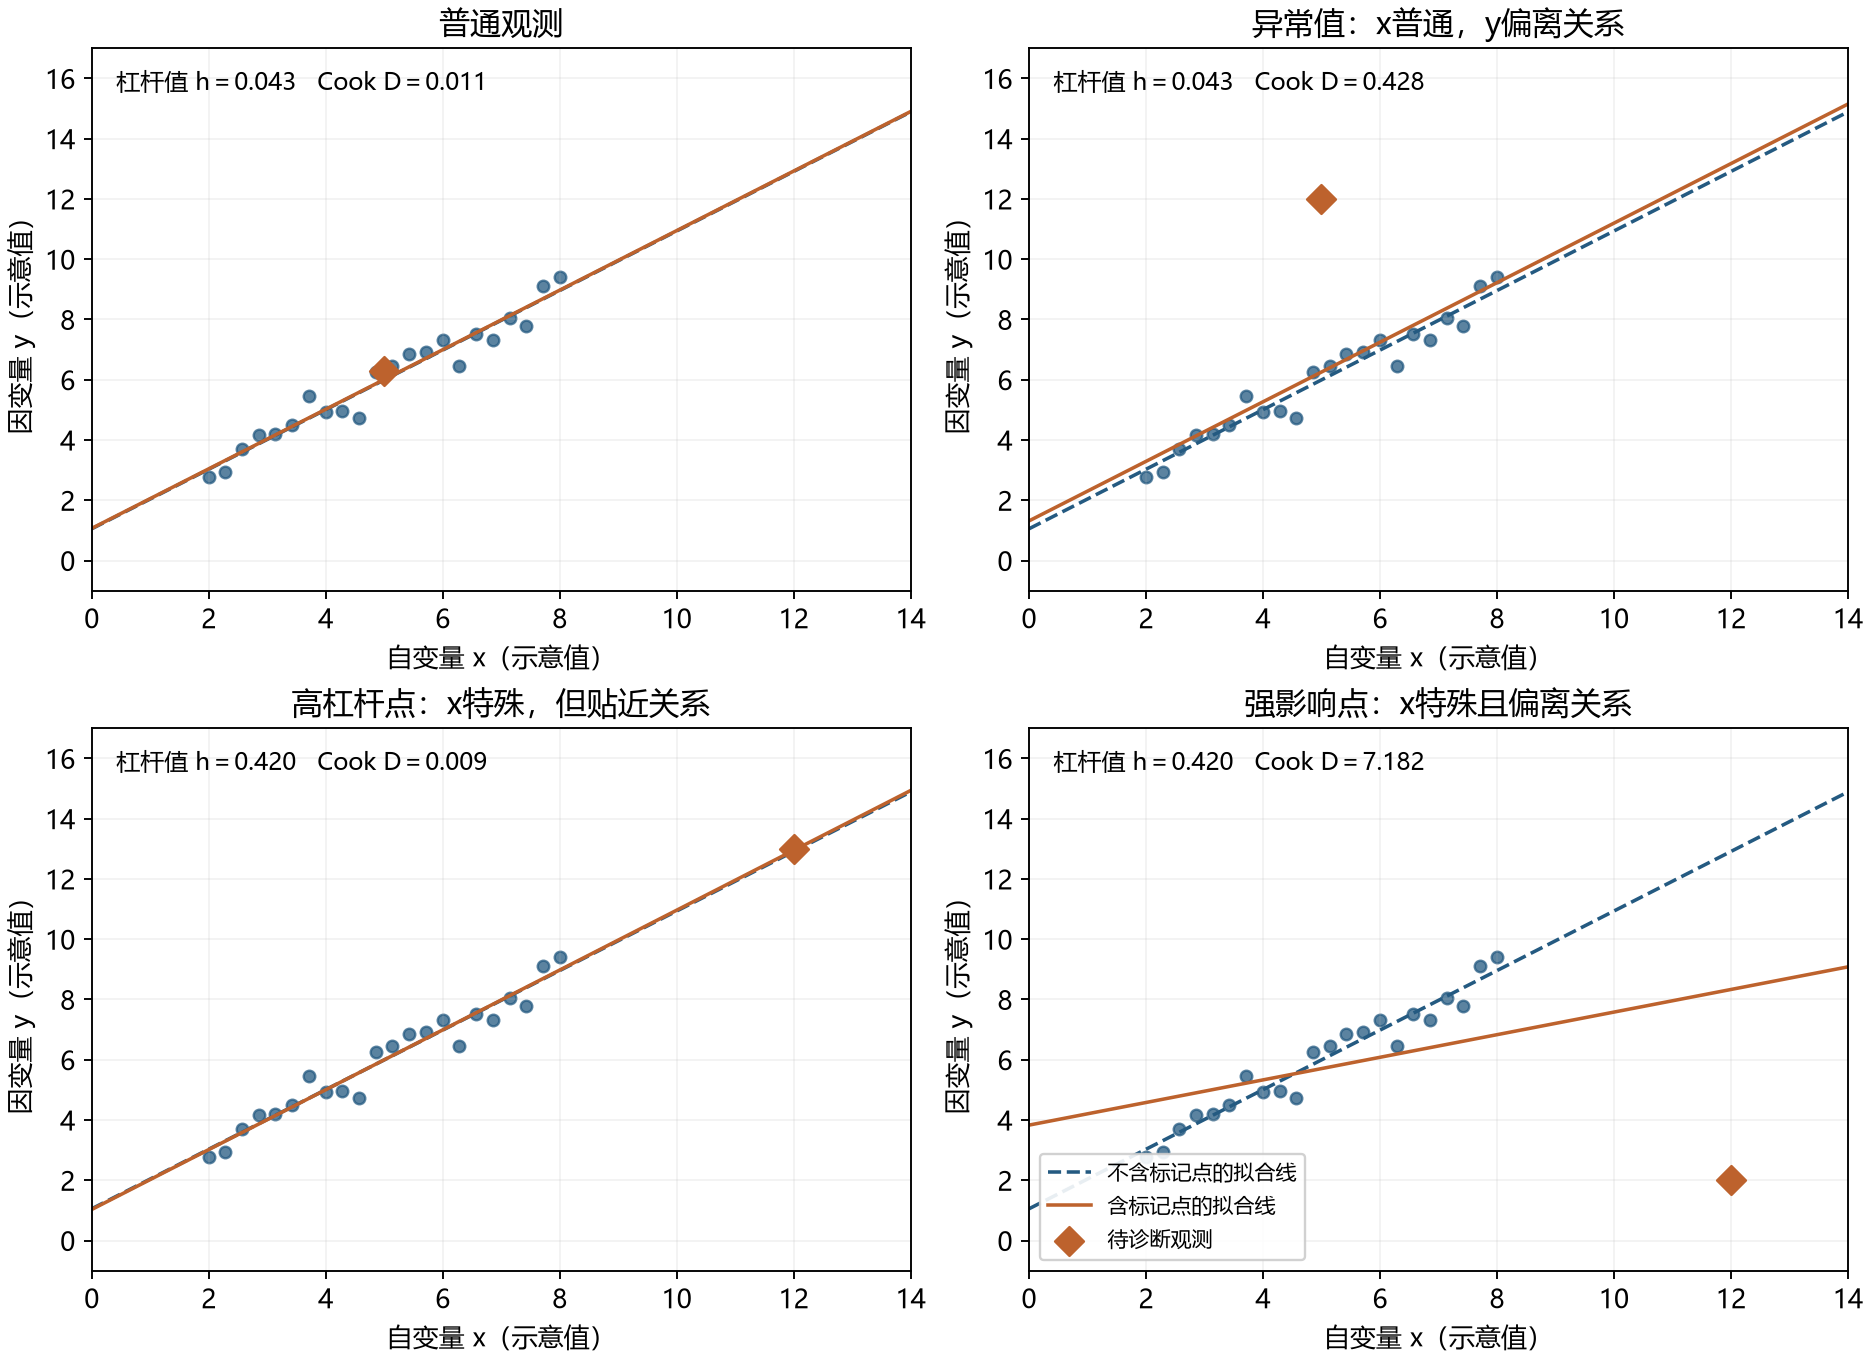 普通观测
杠杆值 h = 0.043 Cook D = 0.011
16
14
12
10
8
6
4
2
0
因变量 y（示意值）
0 2 4 6 8 10 12 14
自变量 x（示意值）
异常值：x普通，y偏离关系
杠杆值 h = 0.043 Cook D = 0.428
16
14
12
10
8
6
4
2
0
因变量 y（示意值）
0 2 4 6 8 10 12 14
自变量 x（示意值）
高杠杆点：x特殊，但贴近关系
杠杆值 h = 0.420 Cook D = 0.009
16
14
12
10
8
6
4
2
0
因变量 y（示意值）
0 2 4 6 8 10 12 14
自变量 x（示意值）
强影响点：x特殊且偏离关系
杠杆值 h = 0.420 Cook D = 7.182
16
14
12
10
8
6
4
2
0
因变量 y（示意值）
不含标记点的拟合线
含标记点的拟合线
待诊断观测
0 2 4 6 8 10 12 14
自变量 x（示意值）